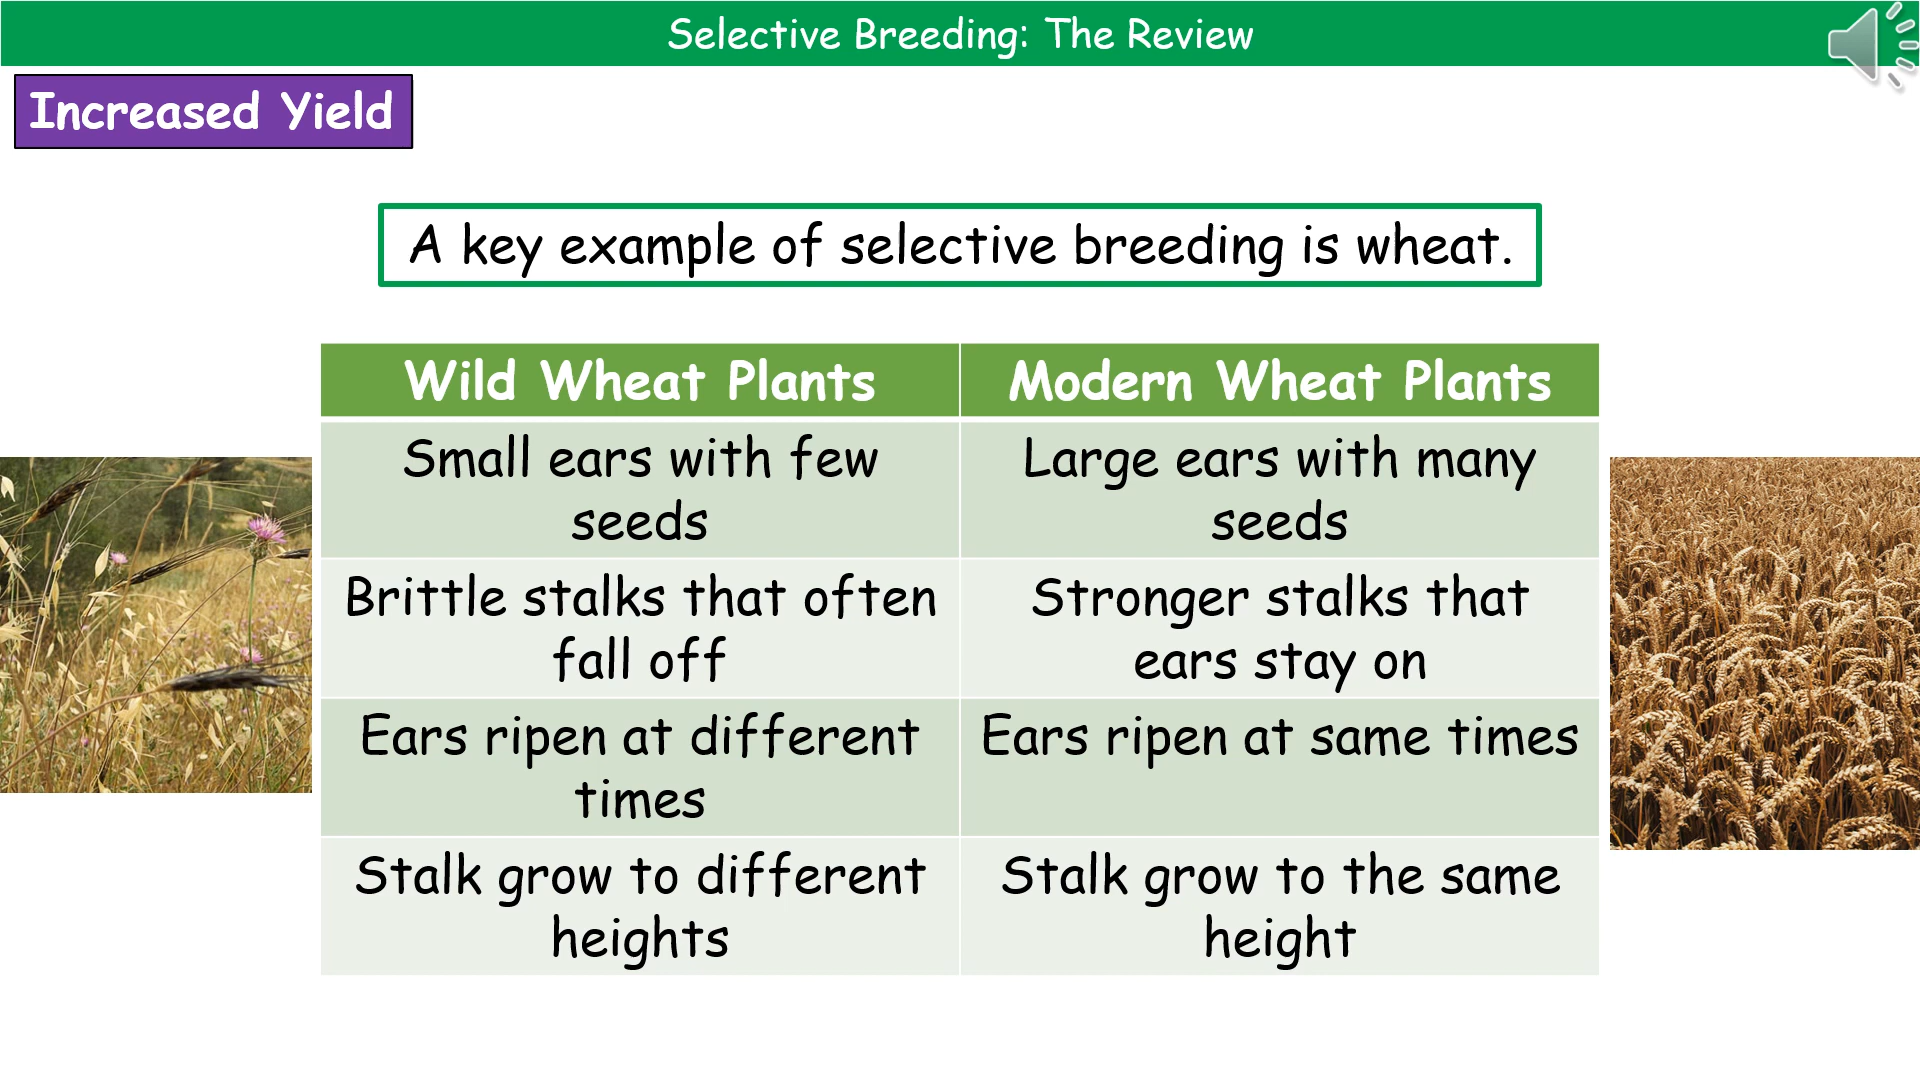 Selective Breeding: The Review
Increased Yield
A key example of selective breeding is wheat.
Wild Wheat Plants
Modern Wheat Plants
Small ears with few
seeds
Large ears with many
seeds
Brittle stalks that often
fall off
Stronger stalks that
ears stay on
Ears ripen at different
times
Ears ripen at same times
Stalk grow to different
heights
Stalk grow to the same
height